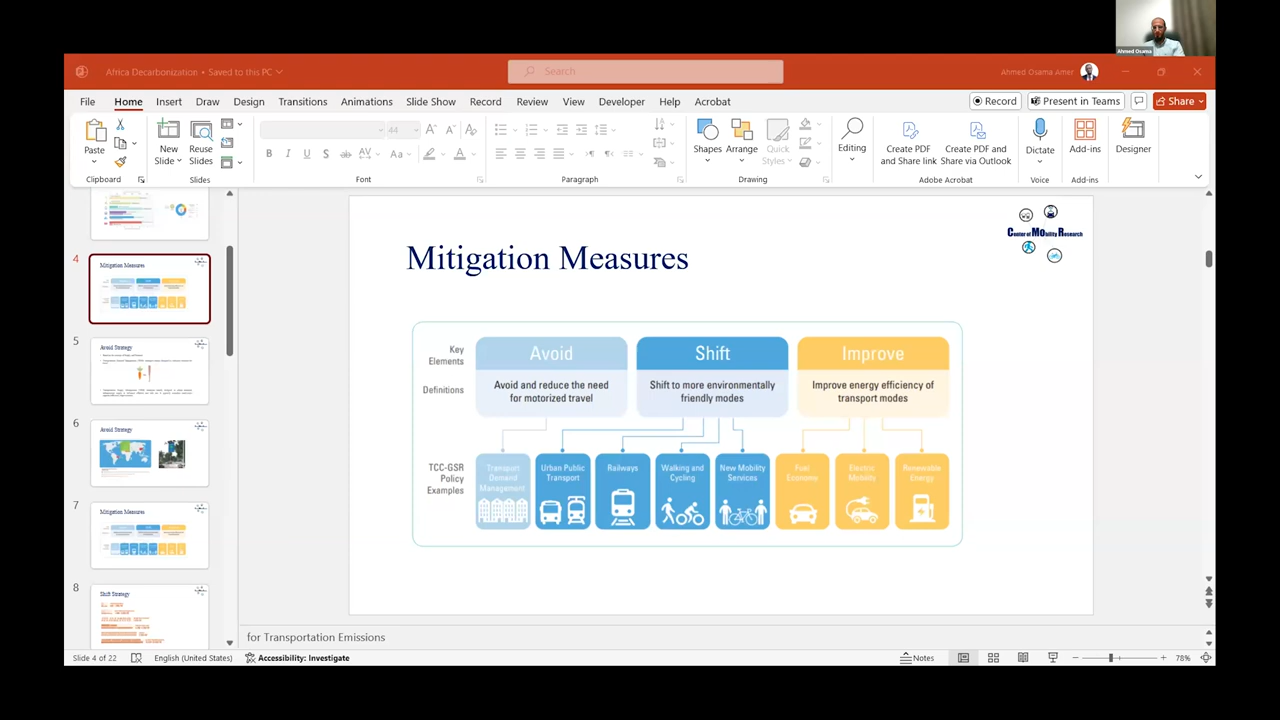 Ahmed Osama
Africa Decarbonization • Saved to this PC
Search
Ahmed Osama Amer
File Home Insert Draw Design Transitions Animations Slide Show Record Review View Developer Help Acrobat
Record
Present in Teams
Share
Paste
New Slide
Reuse Slides
44
Shapes
Arrange
Quick Styles
Editing
Create PDF and Share link
Create PDF and Share via Outlook
Dictate
Add-ins
Designer
Clipboard
Slides
Font
Paragraph
Drawing
Adobe Acrobat
Voice
Add-ins
4
Mitigation Measures
5
Avoid Strategy
6
Avoid Strategy
7
Mitigation Measures
8
Shift Strategy
Center of MObility Research
Mitigation Measures
Key Elements
Avoid
Shift
Improve
Definitions
Avoid and reduce the need
for motorized travel
Shift to more environmentally
friendly modes
Improve energy efficiency of
transport modes
TCC-GSR
Policy
Examples
Transport
Demand
Management
Urban Public
Transport
Railways
Walking and
Cycling
New Mobility
Services
Fuel
Economy
Electric
Mobility
Renewable
Energy
for Transportation Emissions
Slide 4 of 22
English (United States)
Accessibility: Investigate
Notes
78%